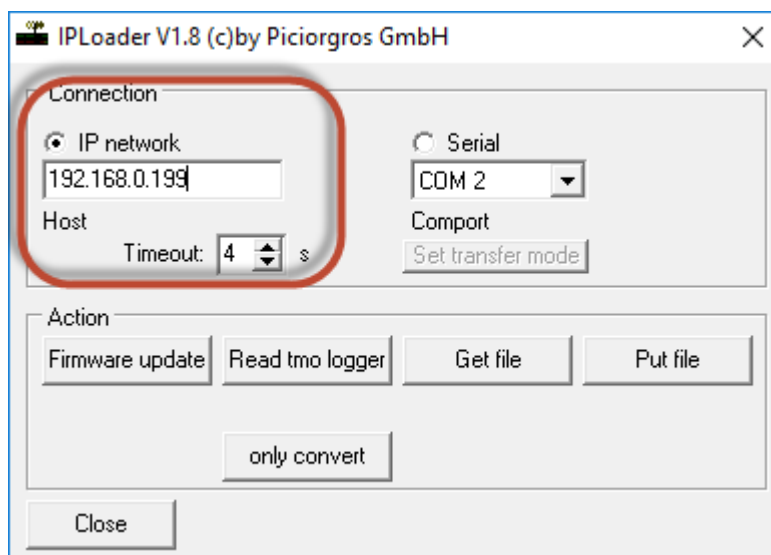 IPLoader V1.8 (c)by Piciorgros GmbH
Connection
IP network
Serial
192.168.0.199
COM 2
Host
Comport
Timeout: 4 s
Set transfer mode
Action
Firmware update
Read tmo logger
Get file
Put file
only convert
Close